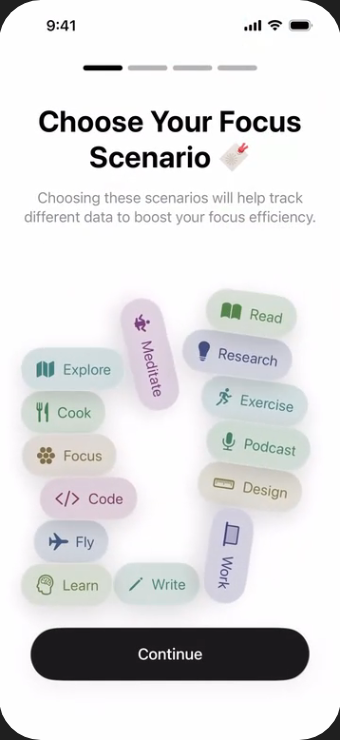 9:41
Choose Your Focus
Scenario
Choosing these scenarios will help track
different data to boost your focus efficiency.
Read
Meditate
Research
Explore
Exercise
Cook
Podcast
Focus
Design
Code
Fly
Work
Learn
Write
Continue